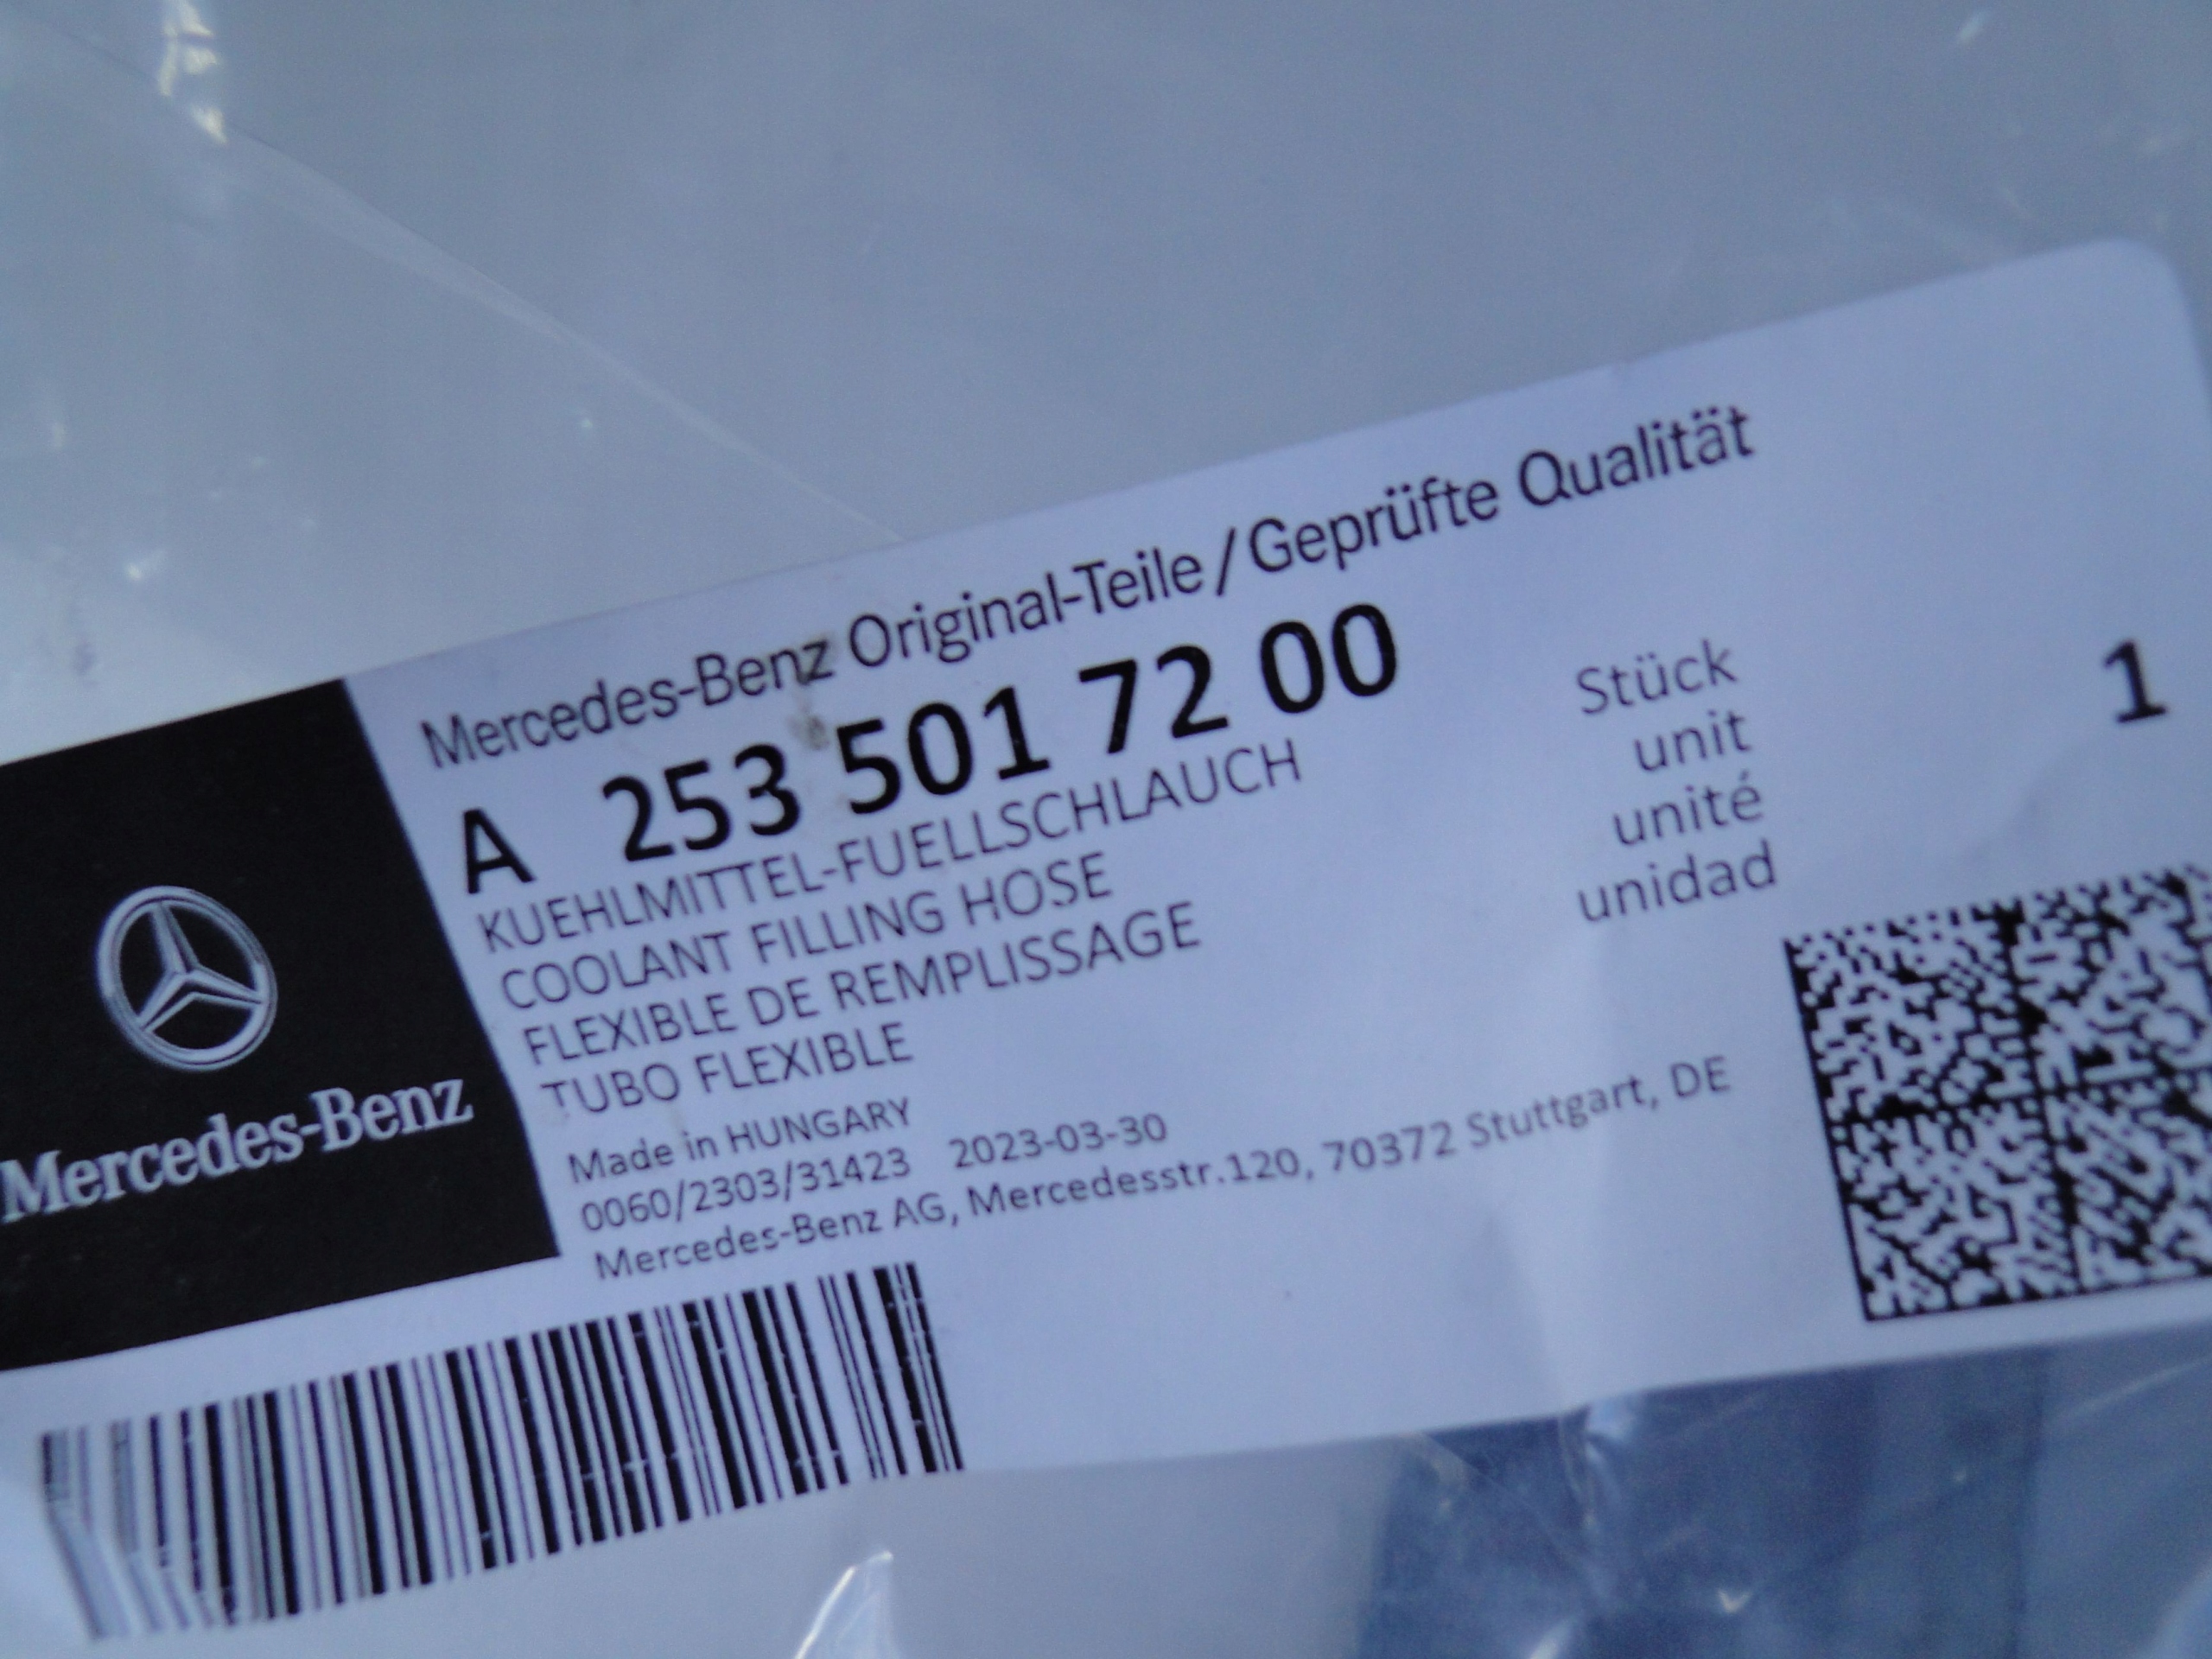 Mercedes-Benz Original-Teile/Geprüfte Qualität
A 253 501 72 00
KUEHLMITTEL-FUELLSCHLAUCH
COOLANT FILLING HOSE
FLEXIBLE DE REMPLISSAGE
TUBO FLEXIBLE
Stück
unit
unité
unidad
1
Made in HUNGARY
0060/2303/31423 2023-03-30
Mercedes-Benz AG, Mercedesstr.120, 70372 Stuttgart, DE
Mercedes-Benz